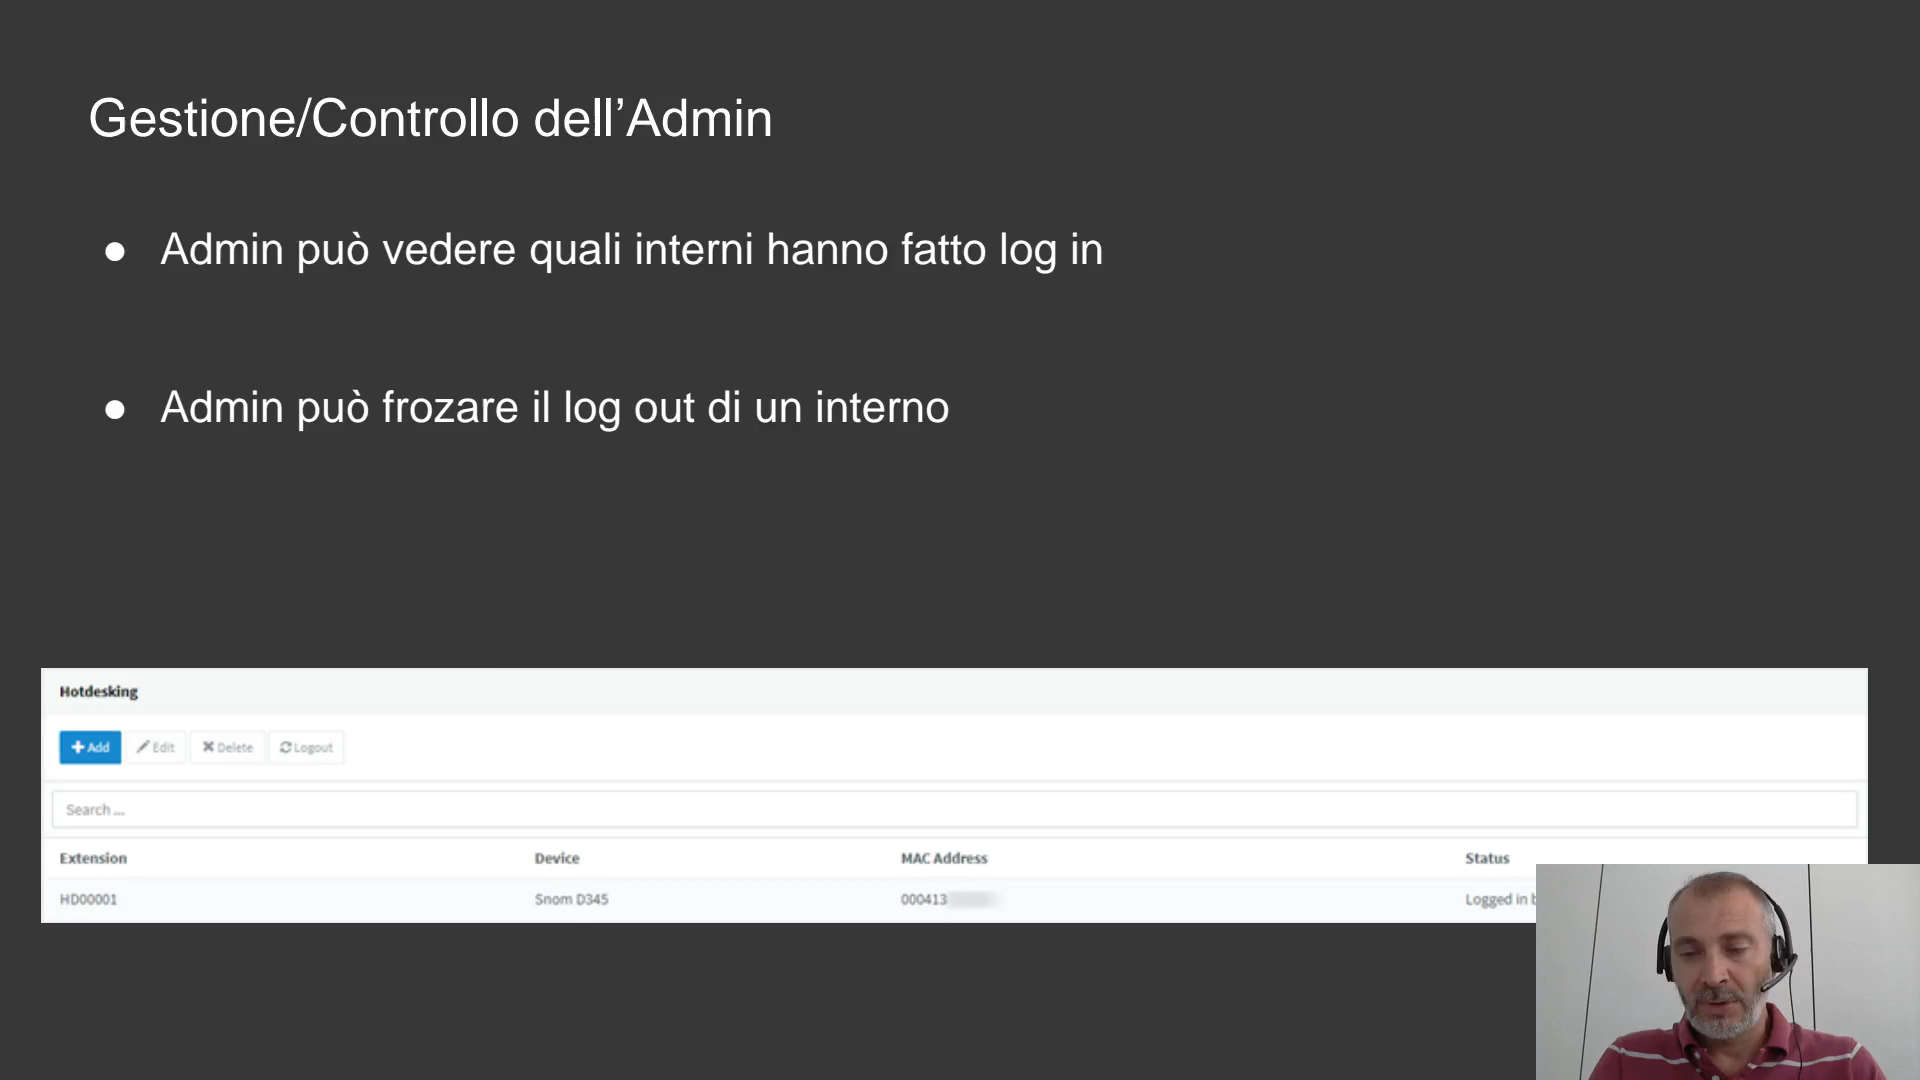 Gestione/Controllo dell’Admin
● Admin può vedere quali interni hanno fatto log in
● Admin può frozare il log out di un interno
Hotdesking
Add Edit Delete Logout
Search ...
Extension Device MAC Address Status
HD00001 Snom D345 000413 Logged in